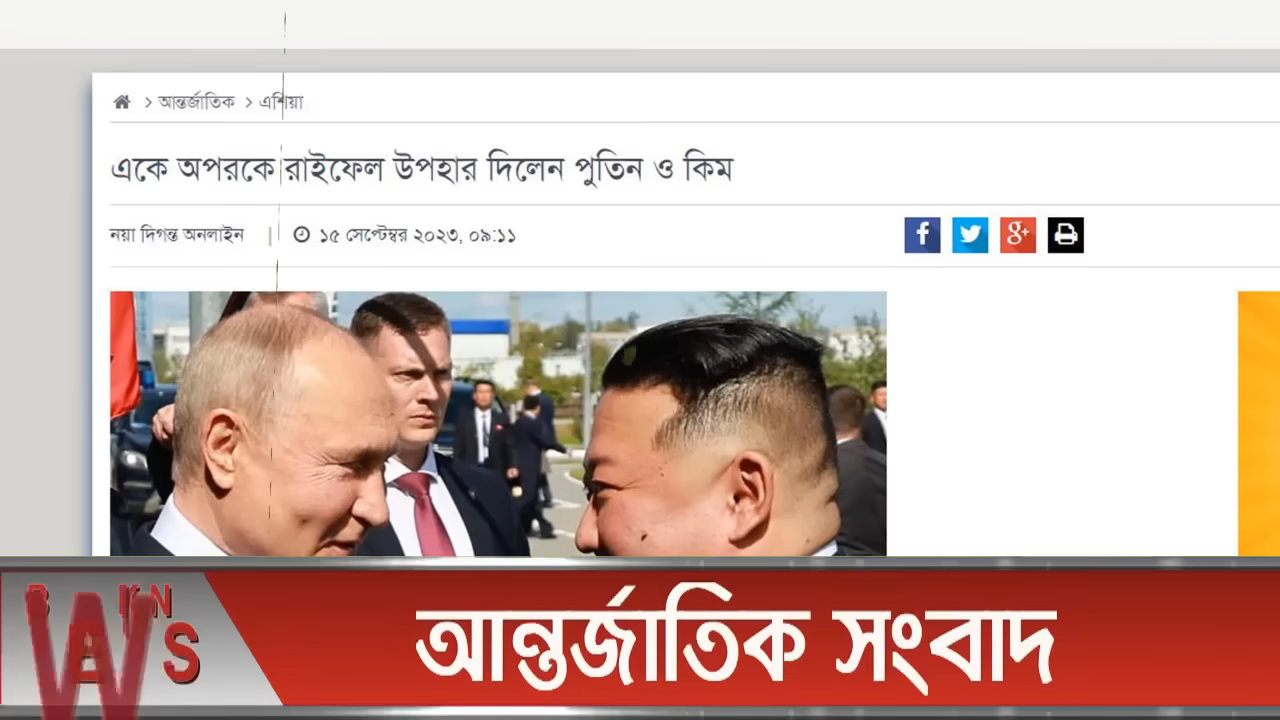 আন্তর্জাতিক এশিয়া
একে অপরকে রাইফেল উপহার দিলেন পুতিন ও কিম
নয়া দিগন্ত অনলাইন | ১৫ সেপ্টেম্বর ২০২৩, ০৯:১১
আন্তর্জাতিক সংবাদ